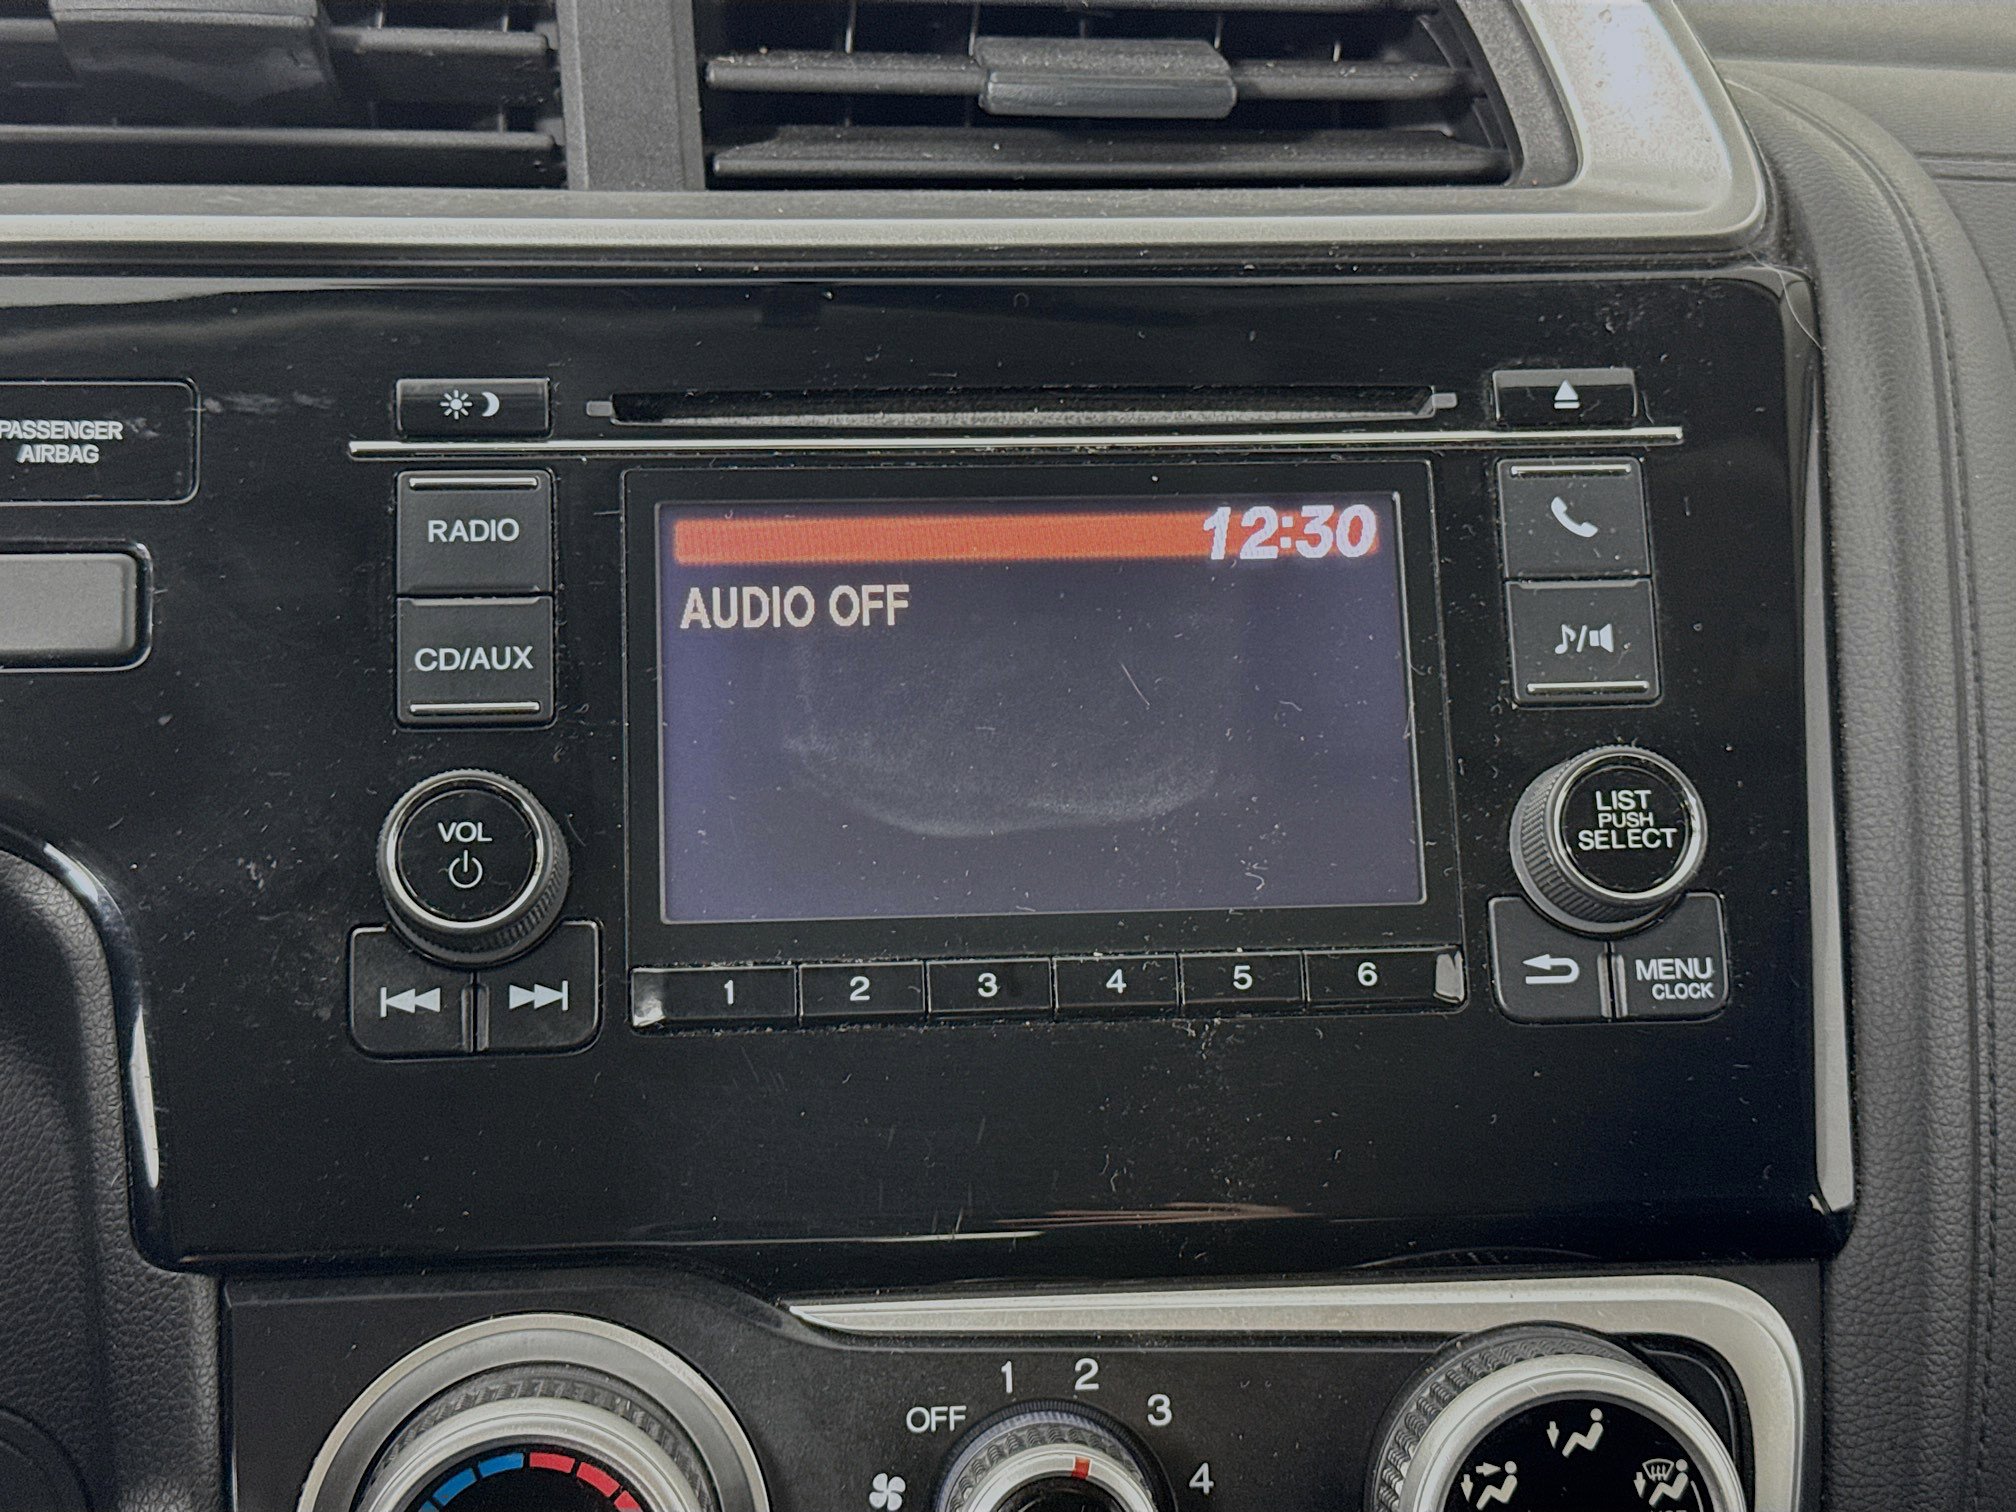 PASSENGER
AIRBAG
RADIO
CD/AUX
VOL
12:30
AUDIO OFF
1 2 3 4 5 6
LIST
PUSH
SELECT
MENU
CLOCK
OFF 1 2 3 4